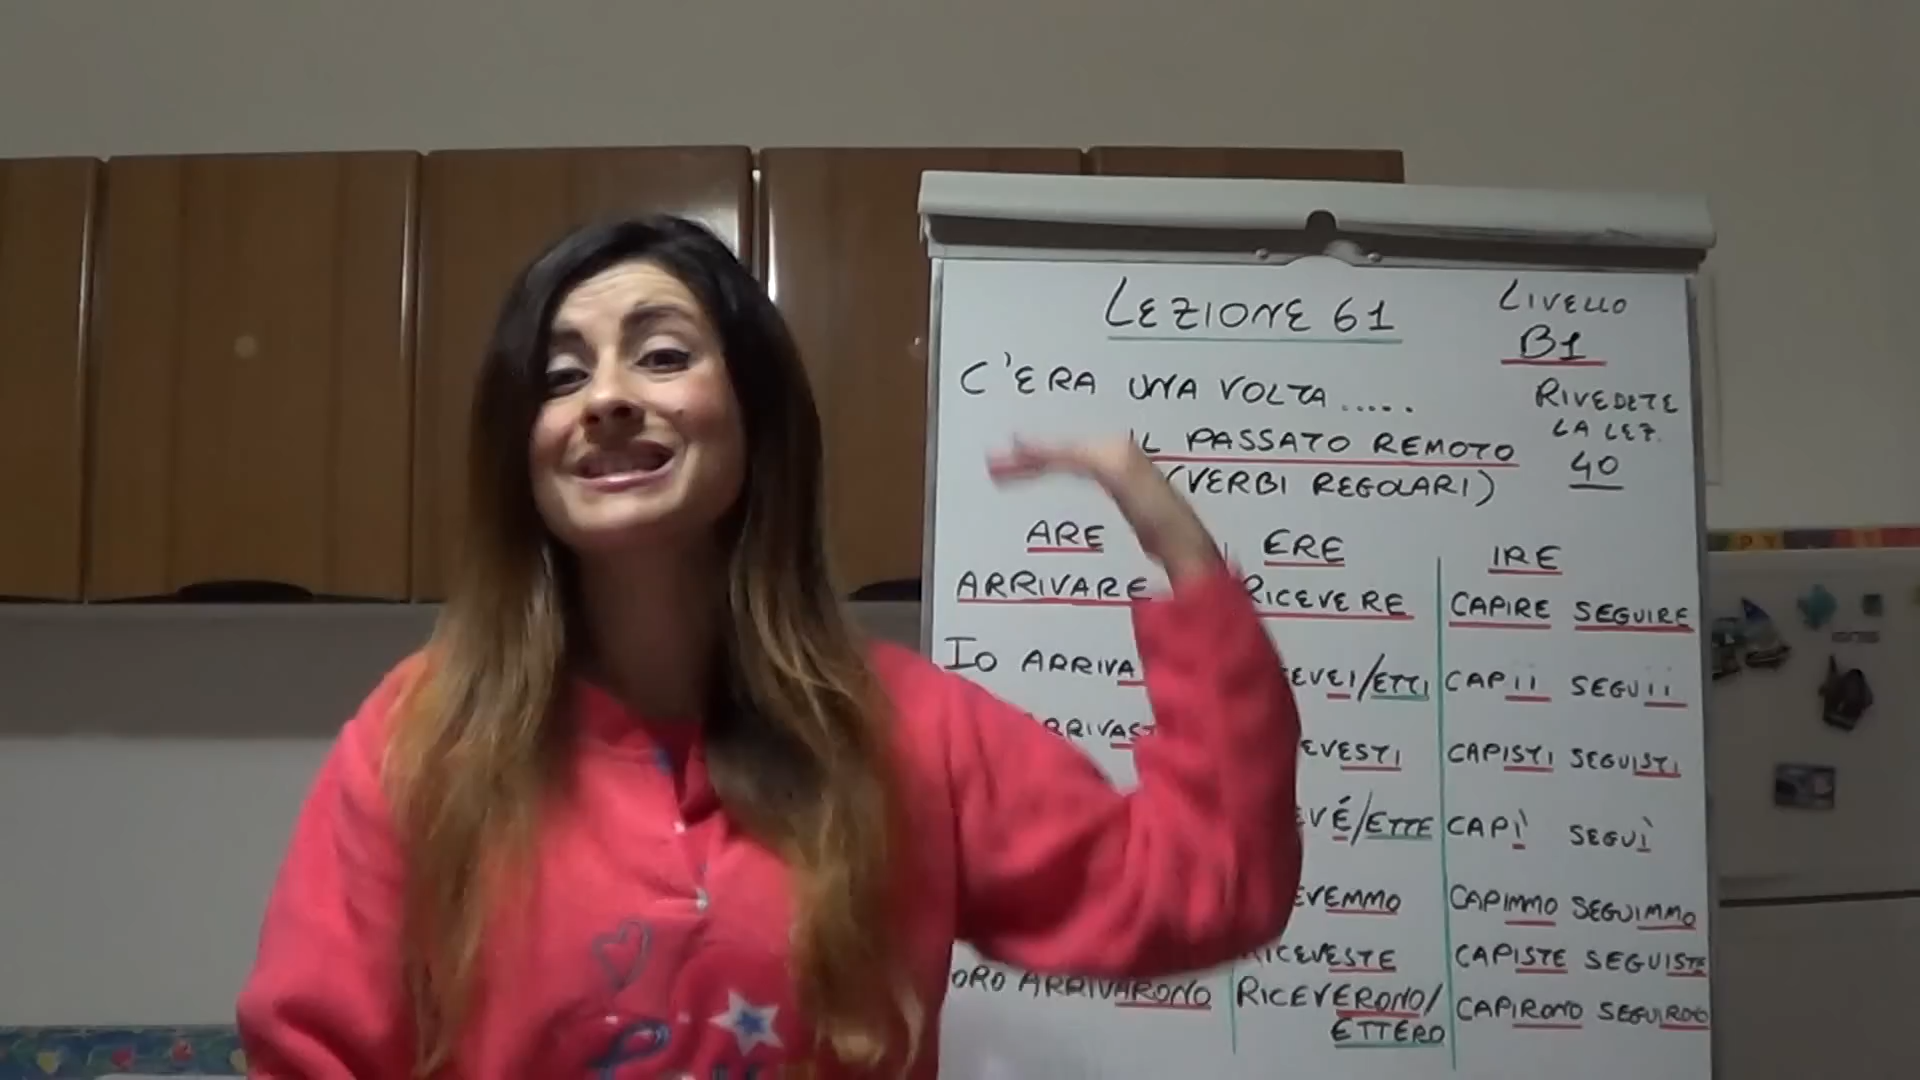 LEZIONE 61
LIVELLO
B1
C'ERA UNA VOLTA.....
RIVEDETE
LA LEZ.
40
IL PASSATO REMOTO
(VERBI REGOLARI)
ARE ERE IRE
ARRIVARE RICEVERE CAPIRE SEGUIRE
IO ARRIVA EVEI/ETTI CAPII SEGUII
RRIVAST EVESTI CAPISTI SEGUISTI
EVÉ/ETTE CAPÌ SEGUÌ
EVEMMO CAPIMMO SEGUIMMO
RICEVESTE CAPISTE SEGUISTE
ORO ARRIVARONO RICEVERONO/ CAPIRONO SEGUIRONO
ETTERO